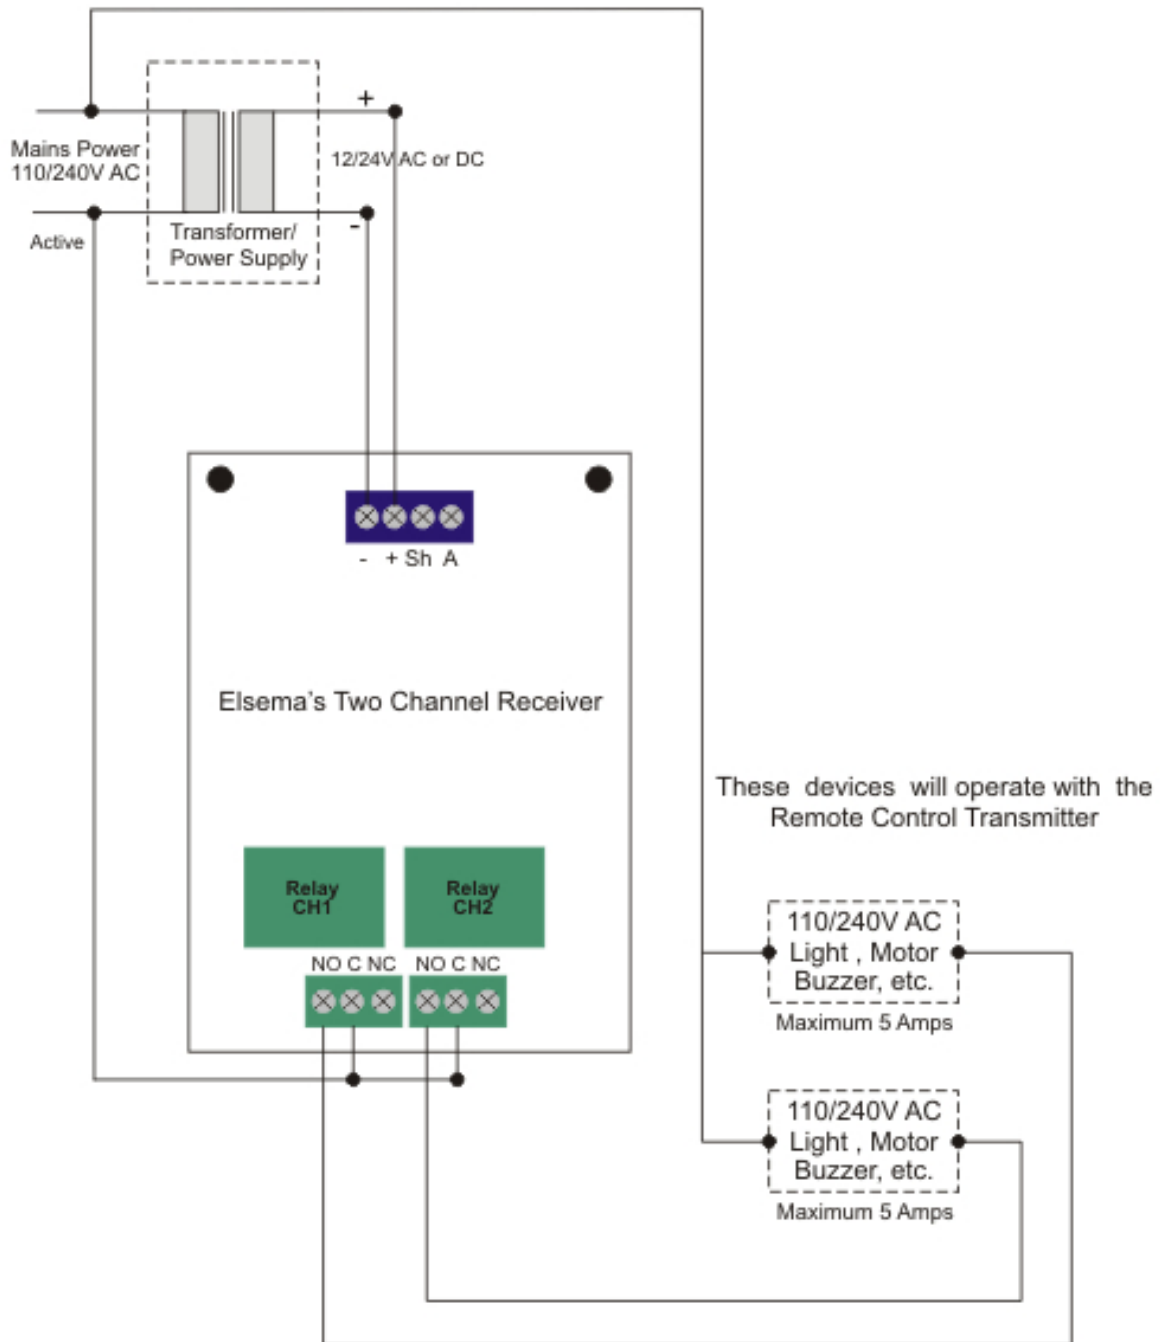 +
Mains Power
110/240V AC
12/24V AC or DC
-
Active
Transformer/
Power Supply
- + Sh A
Elsema's Two Channel Receiver
These devices will operate with the
Remote Control Transmitter
Relay
CH1
Relay
CH2
NO C NC NO C NC
110/240V AC
Light , Motor
Buzzer, etc.
Maximum 5 Amps
110/240V AC
Light , Motor
Buzzer, etc.
Maximum 5 Amps